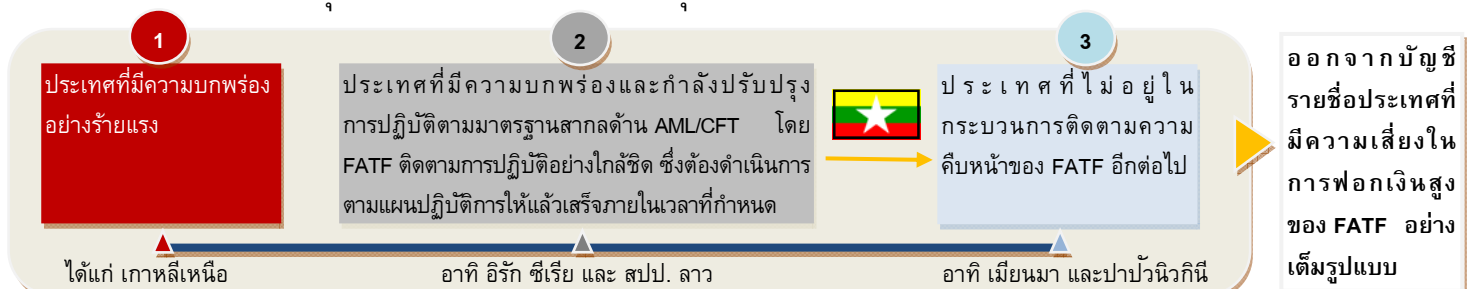 1
ประเทศที่มีความบกพร่อง
อย่างร้ายแรง
2
ประเทศที่มีความบกพร่องและกำลังปรับปรุง
การปฏิบัติตามมาตรฐานสากลด้าน AML/CFT โดย
FATF ติดตามการปฏิบัติอย่างใกล้ชิด ซึ่งต้องดำเนินการ
ตามแผนปฏิบัติการให้แล้วเสร็จภายในเวลาที่กำหนด
3
ประเทศที่ไม่อยู่ใน
กระบวนการติดตามความ
คืบหน้าของ FATF อีกต่อไป
ออกจากบัญชี
รายชื่อประเทศที่
มีความเสี่ยงใน
การฟอกเงินสูง
ของ FATF อย่าง
เต็มรูปแบบ
ได้แก่ เกาหลีเหนือ
อาทิ อิรัก ซีเรีย และ สปป. ลาว
อาทิ เมียนมา และปาปัวนิวกินี